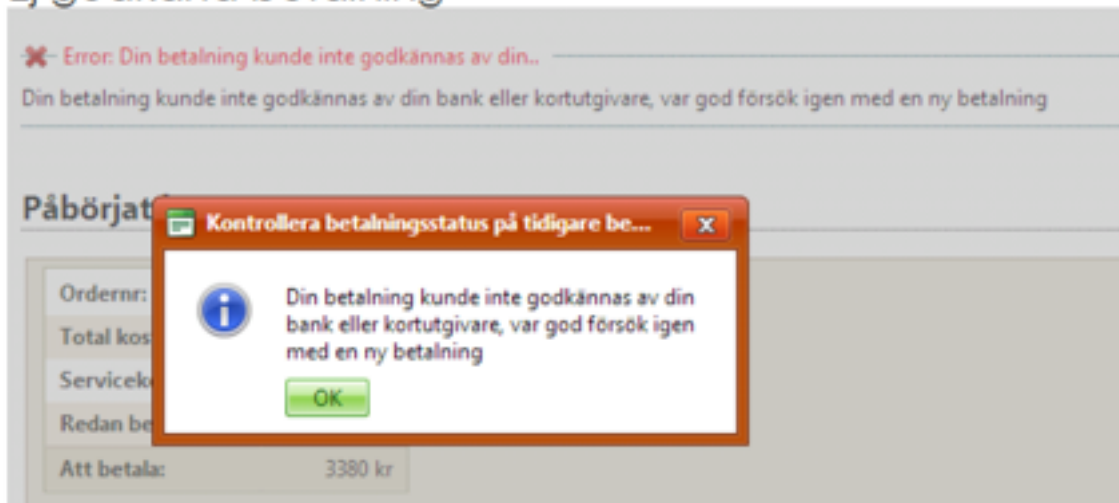 Error: Din betalning kunde inte godkännas av din..
Din betalning kunde inte godkännas av din bank eller kortutgivare, var god försök igen med en ny betalning
Påbörjat
Kontrollera betalningsstatus på tidigare be...
Ordernr:
Din betalning kunde inte godkännas av din
bank eller kortutgivare, var god försök igen
med en ny betalning
Total kos
Serviceko
OK
Redan be
Att betala: 3380 kr